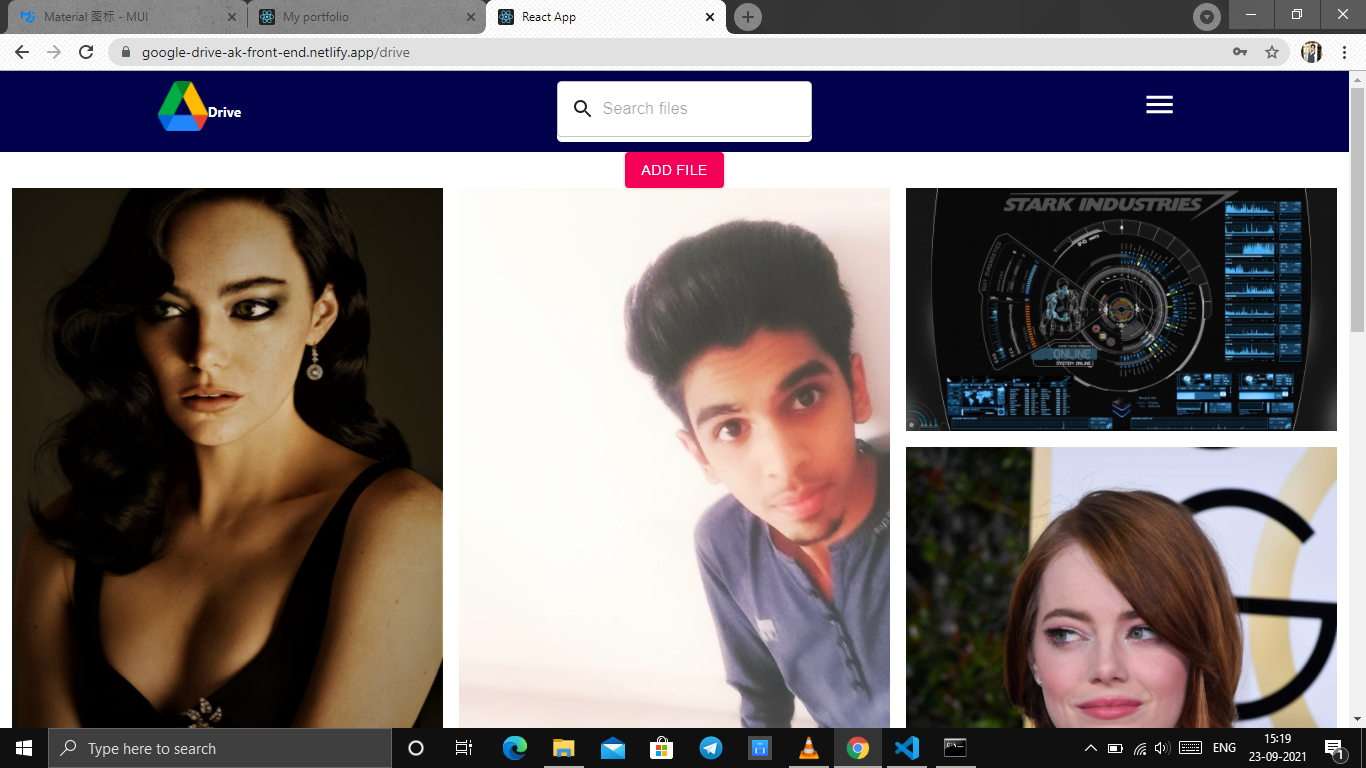 Material 图标 - MUI
My portfolio
React App
google-drive-ak-front-end.netlify.app/drive
Drive
Search files
ADD FILE
STARK INDUSTRIES
ONLINE
SYSTEM ONLINE
G
Type here to search
ENG
15:19
23-09-2021
1